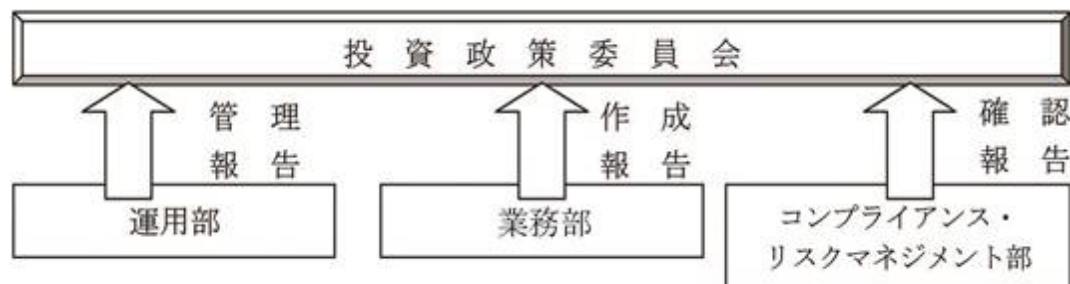 投資政策委員会
管理
報告
作成
報告
確認
報告
運用部
業務部
コンプライアンス・
リスクマネジメント部